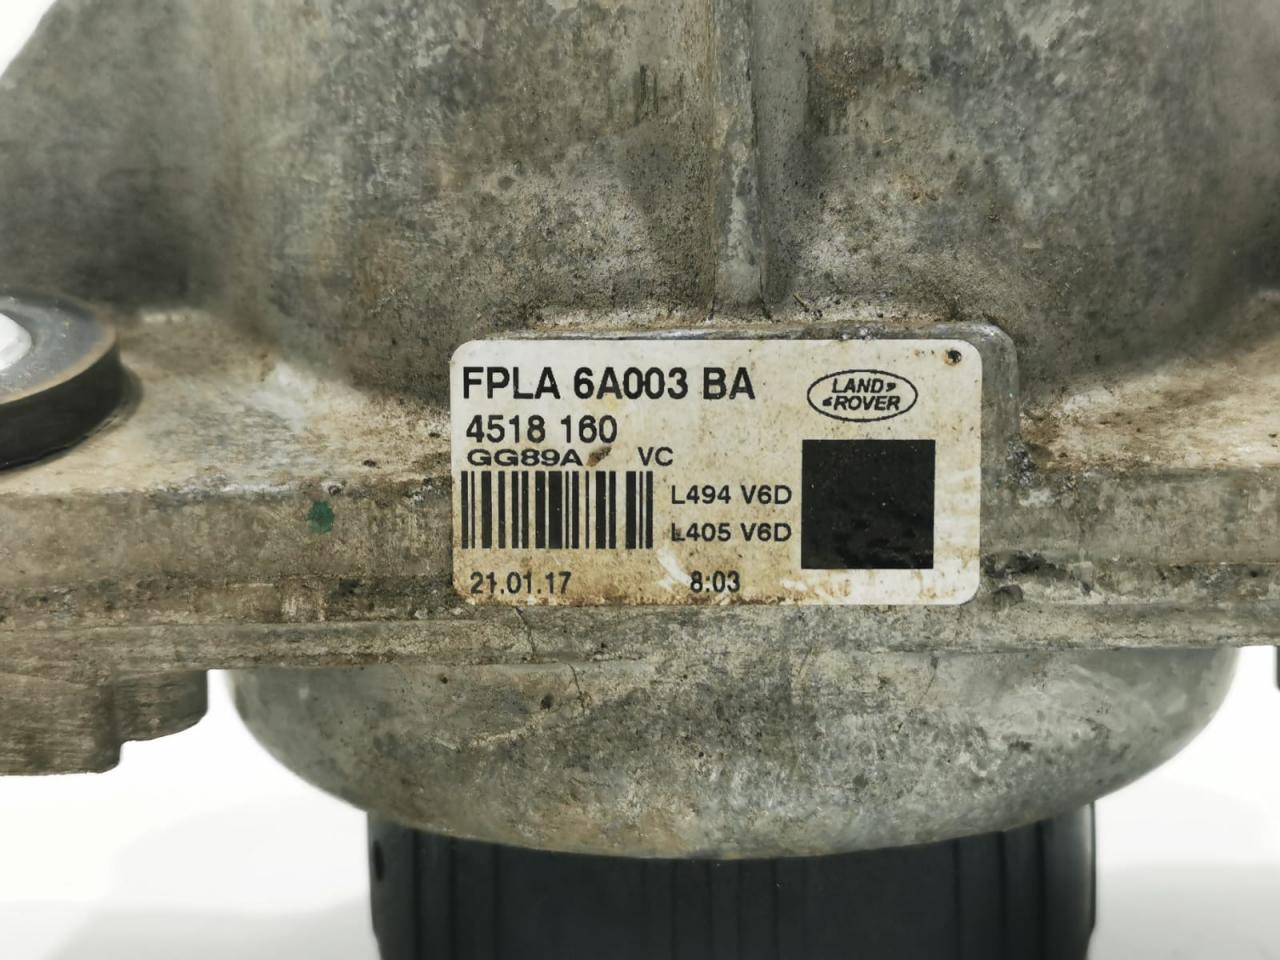 FPLA 6A003 BA
LAND
ROVER
4518 160
GG89A VC
L494 V6D
L405 V6D
21.01.17 8:03